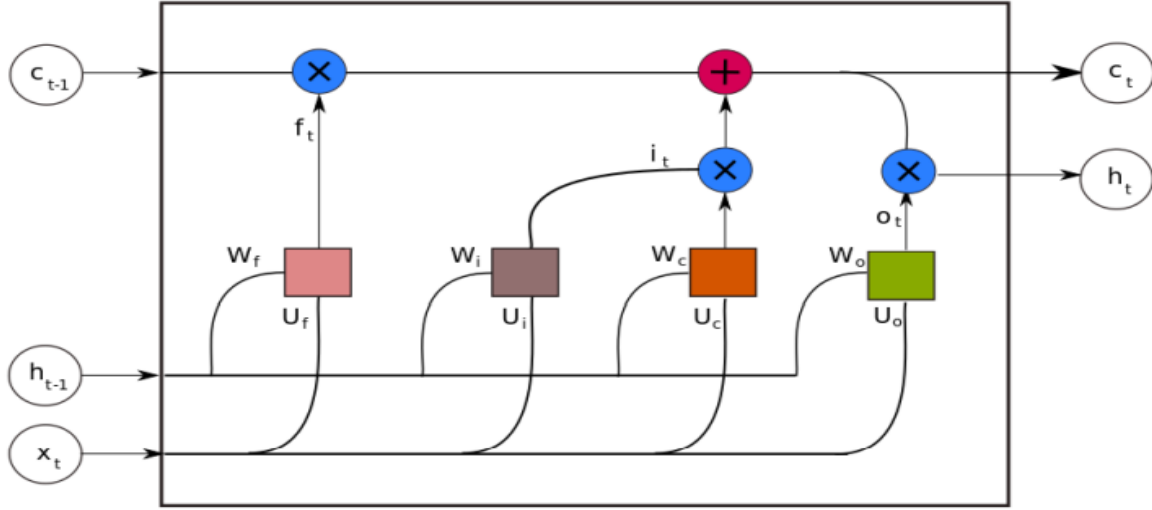 c t-1
×
+
c t
f t
i t
×
×
h t
o t
W f
W i
W c
W o
U f
U i
U c
U o
h t-1
x t